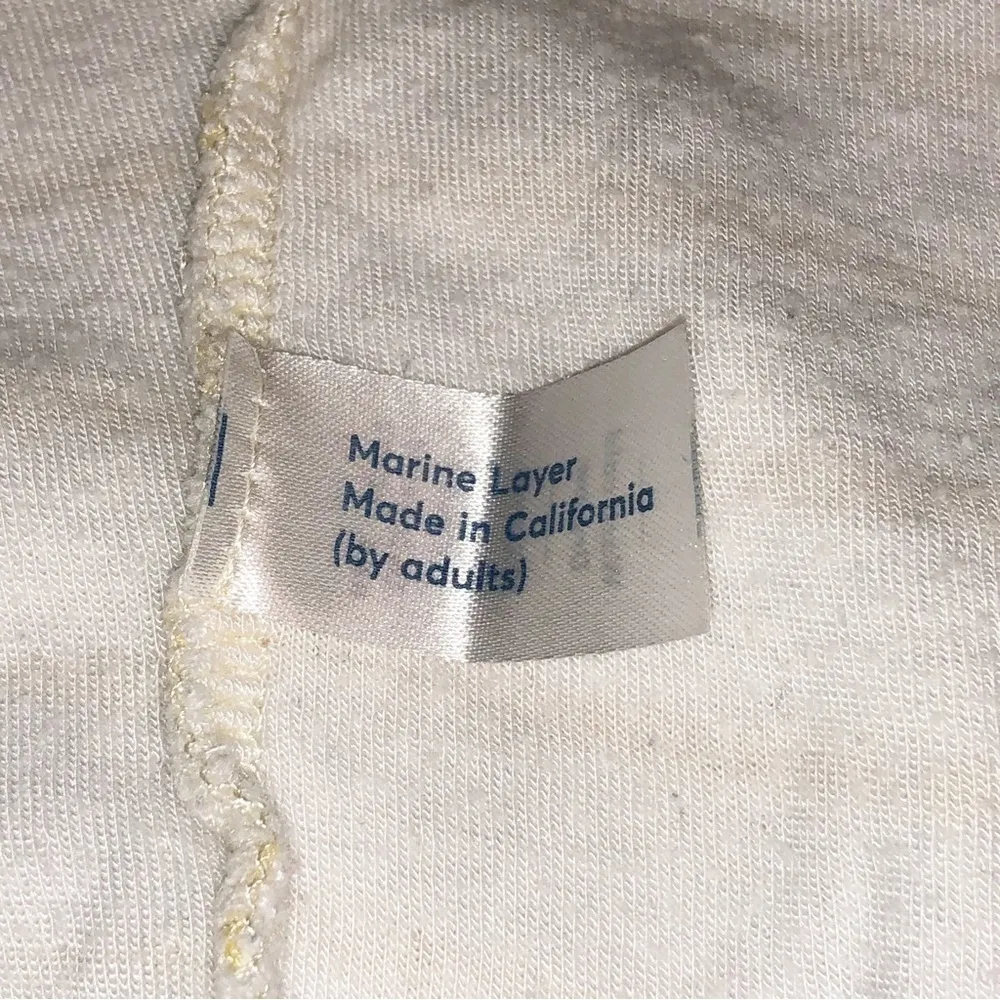 Marine Layer
Made in California
(by adults)